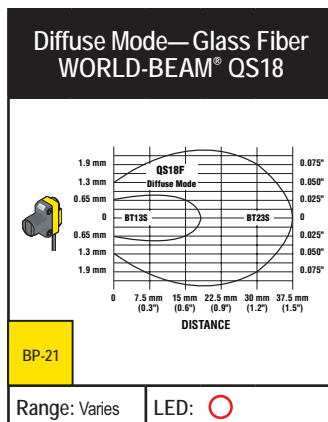 Diffuse Mode—Glass Fiber
WORLD-BEAM® QS18
QS18F
Diffuse Mode
1.9 mm 0.075"
1.3 mm 0.050"
0.65 mm 0.025"
0 BT13S BT23S 0
0.65 mm 0.025"
1.3 mm 0.050"
1.9 mm 0.075"
0 7.5 mm 15 mm 22.5 mm 30 mm 37.5 mm
(0.3") (0.6") (0.9") (1.2") (1.5")
DISTANCE
BP-21
Range: Varies LED: